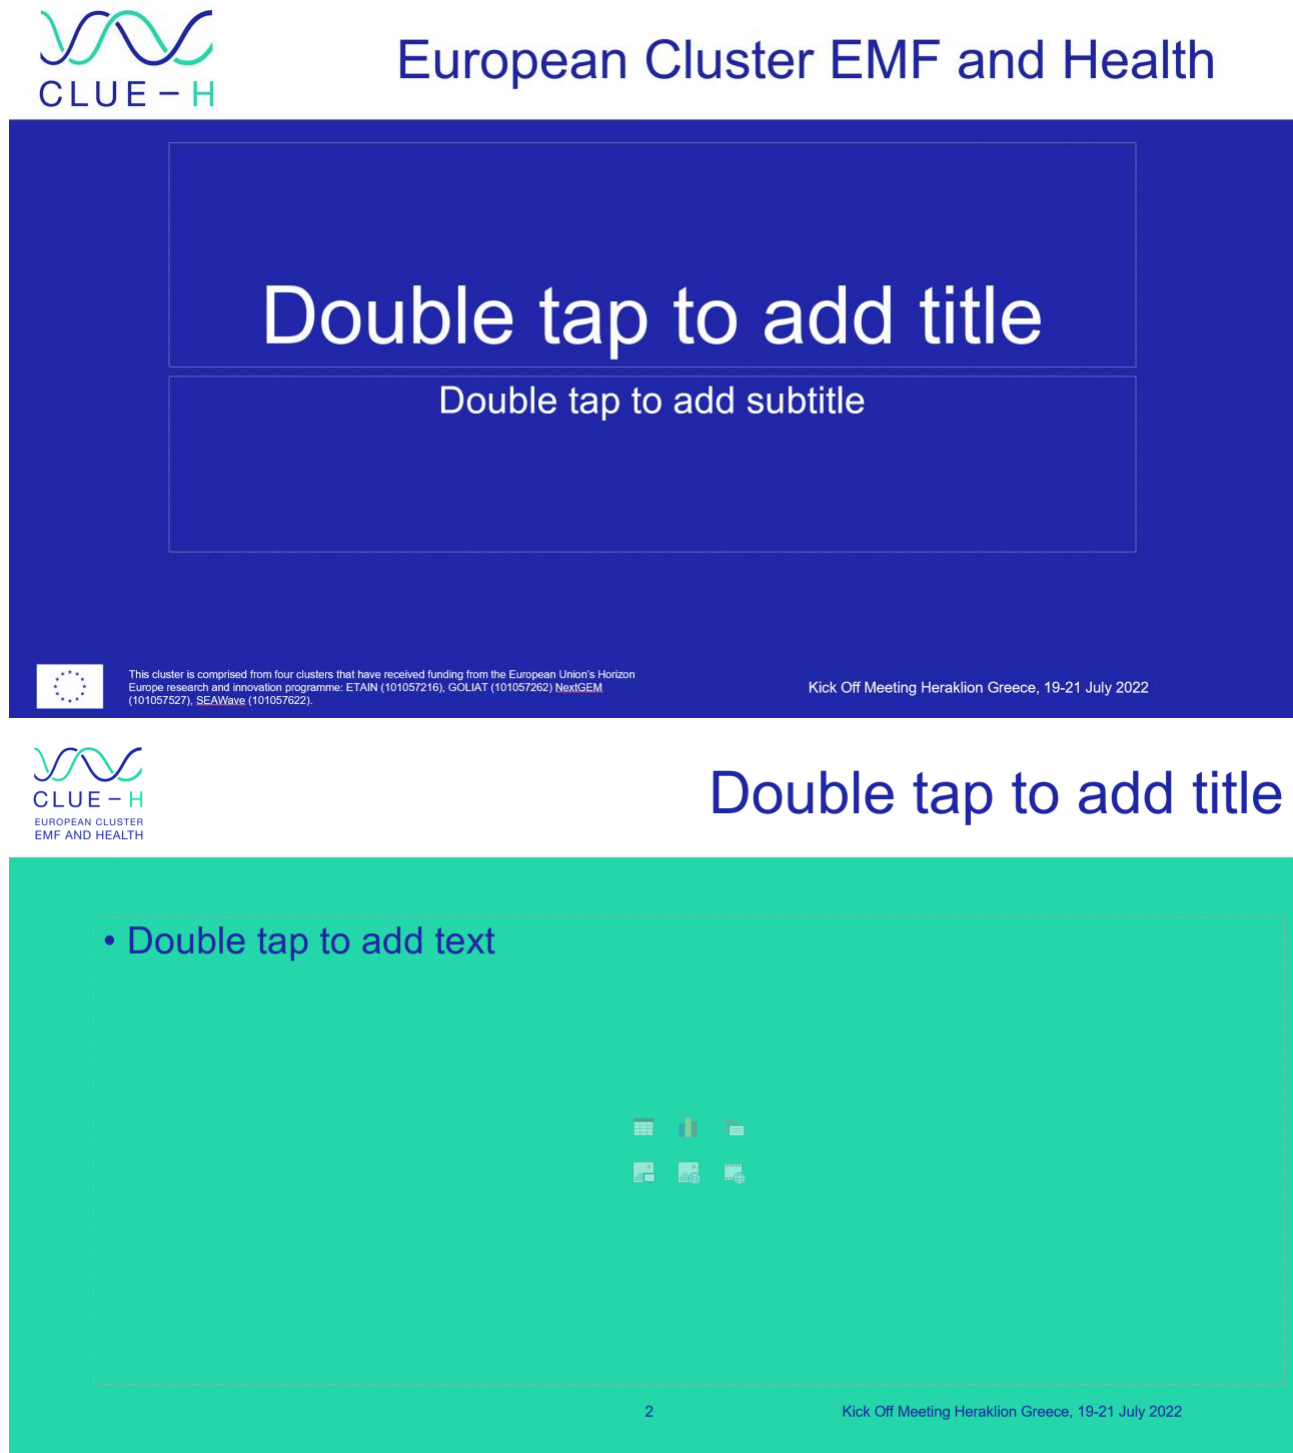 CLUE – H
European Cluster EMF and Health
Double tap to add title
Double tap to add subtitle
This cluster is comprised from four clusters that have received funding from the European Union's Horizon
Europe research and innovation programme: ETAIN (101057216), GOLIAT (101057262) NextGEM
(101057527), SEAWave (101057622).
Kick Off Meeting Heraklion Greece, 19-21 July 2022
CLUE – H
EUROPEAN CLUSTER
EMF AND HEALTH
Double tap to add title
• Double tap to add text
2
Kick Off Meeting Heraklion Greece, 19-21 July 2022